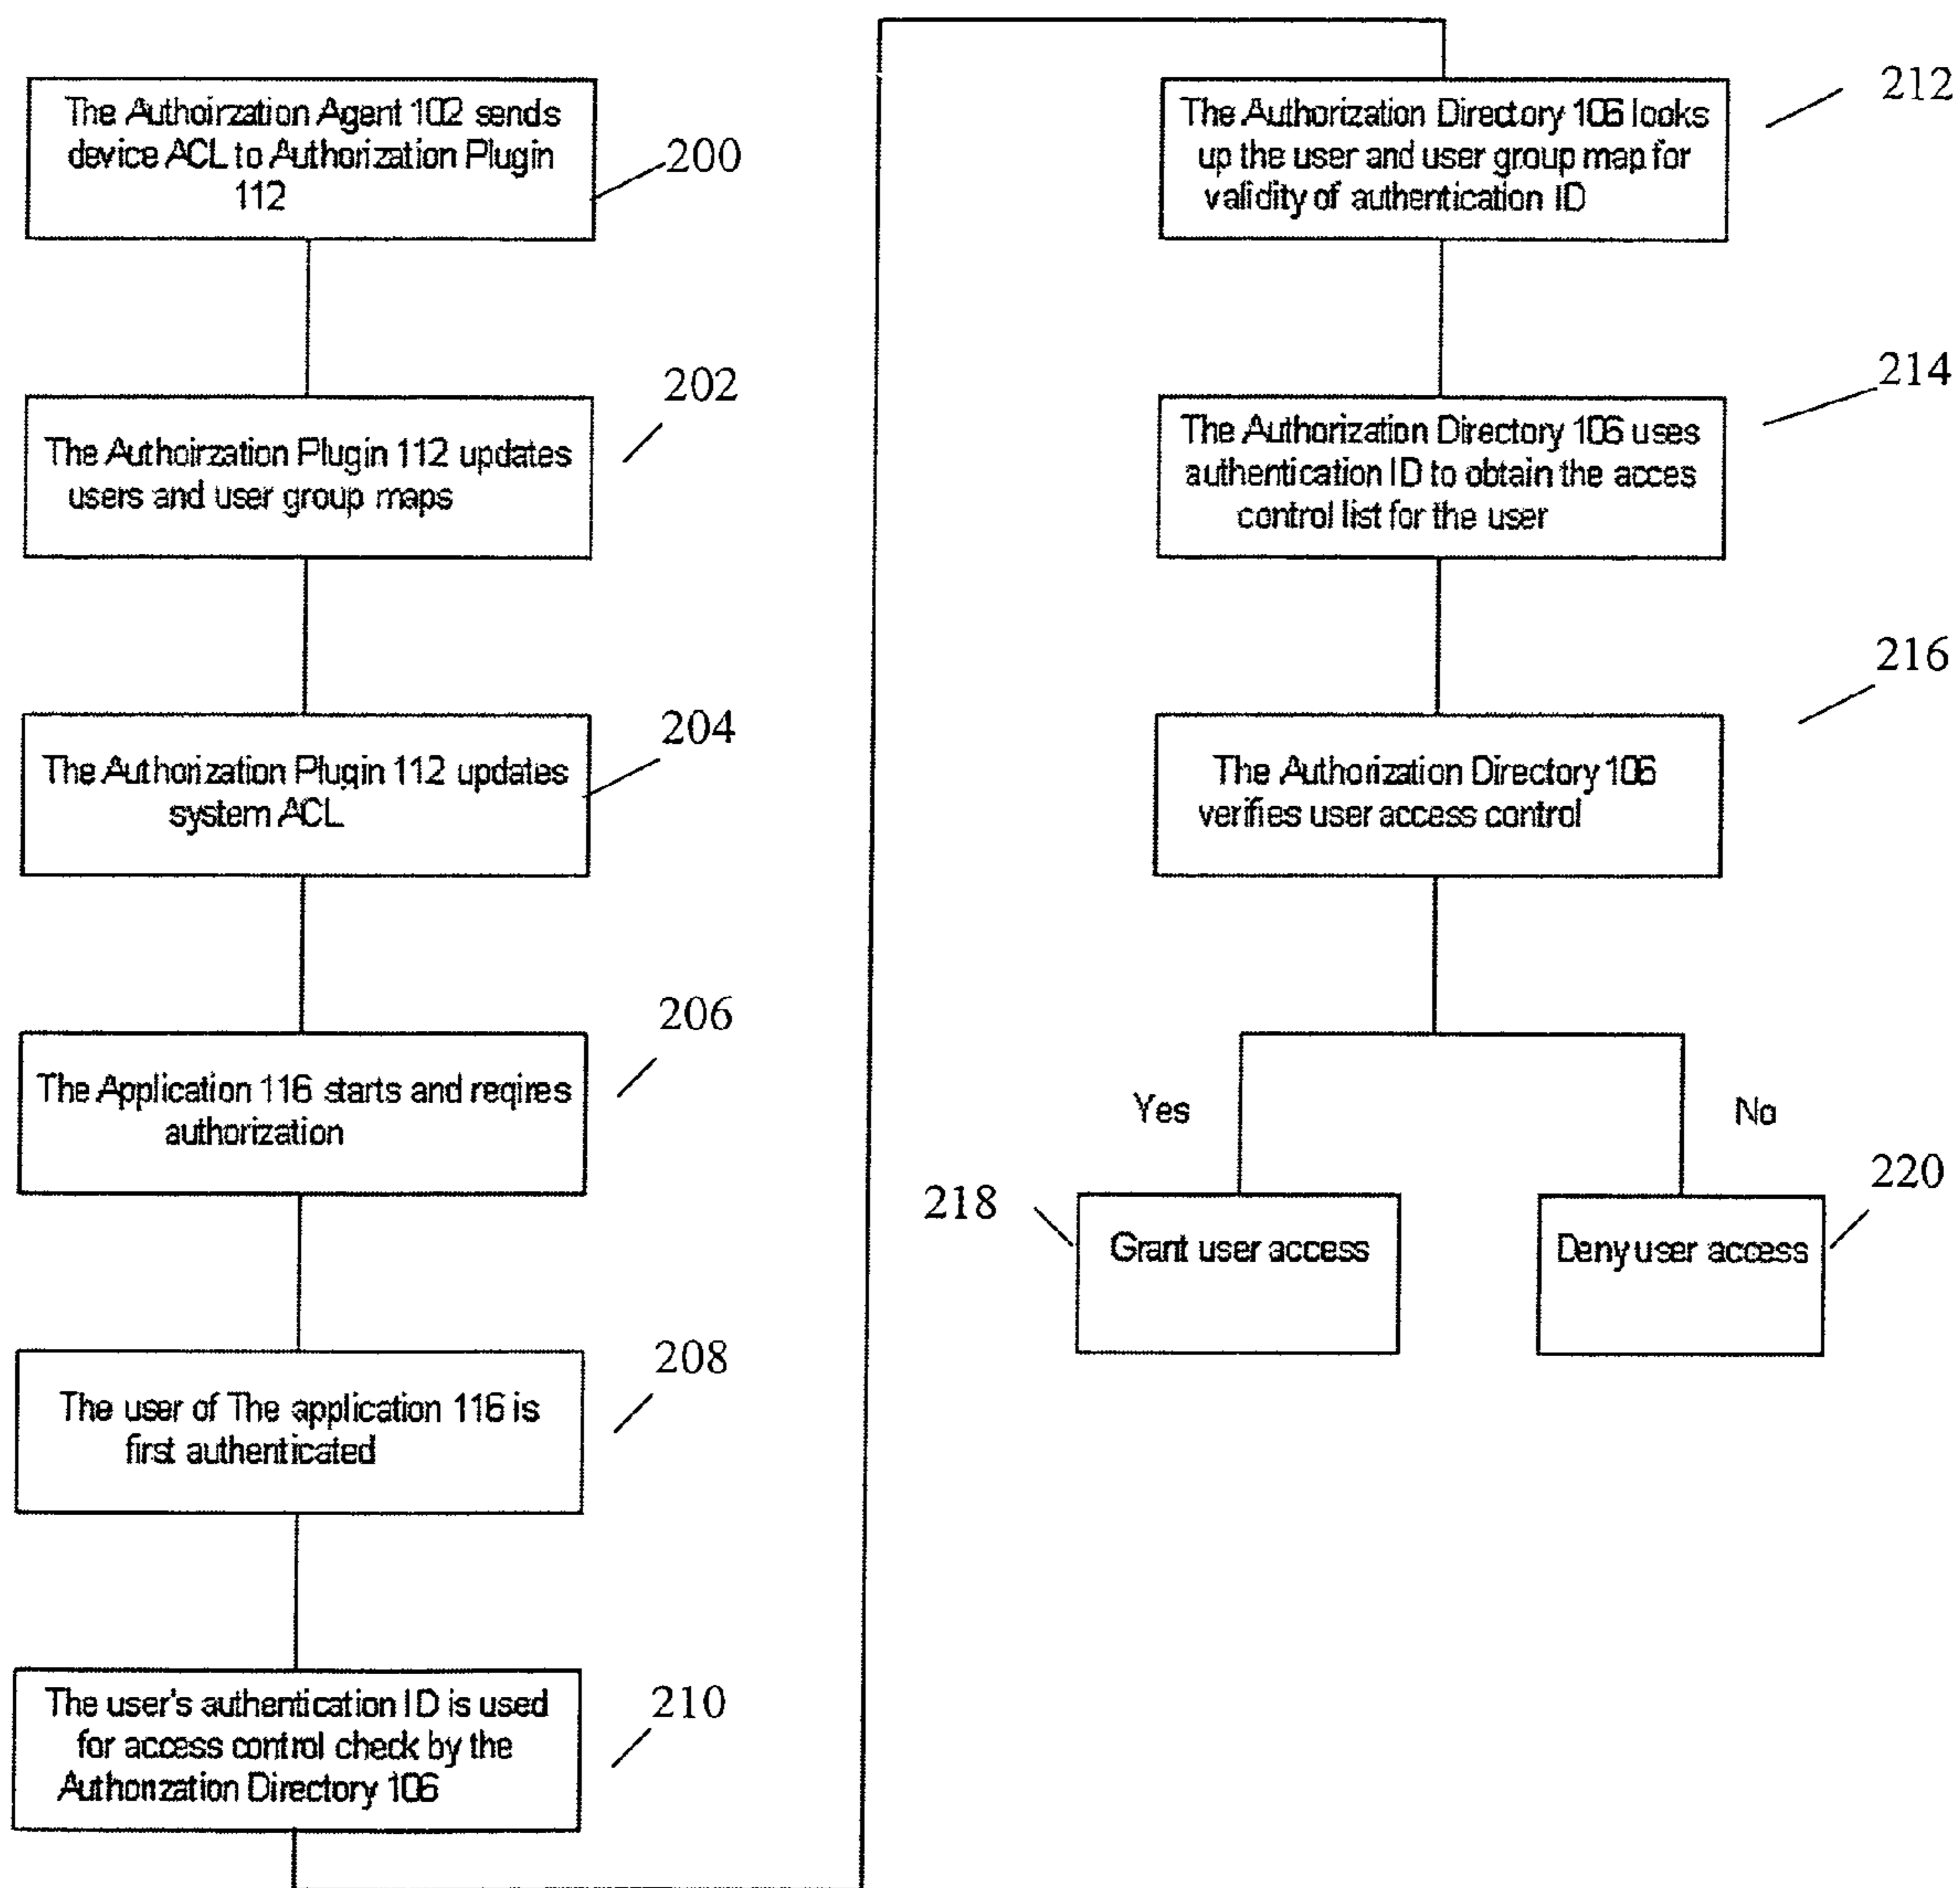 The Authoirzation Agent 102 sends
device ACL to Authorization Plugin
112
200
The Authoirzation Plugin 112 updates
users and user group maps
202
The Authorization Plugin 112 updates
system ACL
204
The Application 116 starts and reqires
authorization
206
The user of The application 116 is
first authenticated
208
The user's authentication ID is used
for access control check by the
Authorization Directory 106
210
The Authorization Directory 106 looks
up the user and user group map for
validity of authentication ID
212
The Authorization Directory 106 uses
authentication ID to obtain the acces
control list for the user
214
The Authorization Directory 106
verifies user access control
216
Yes
No
218
Grant user access
Deny user access
220